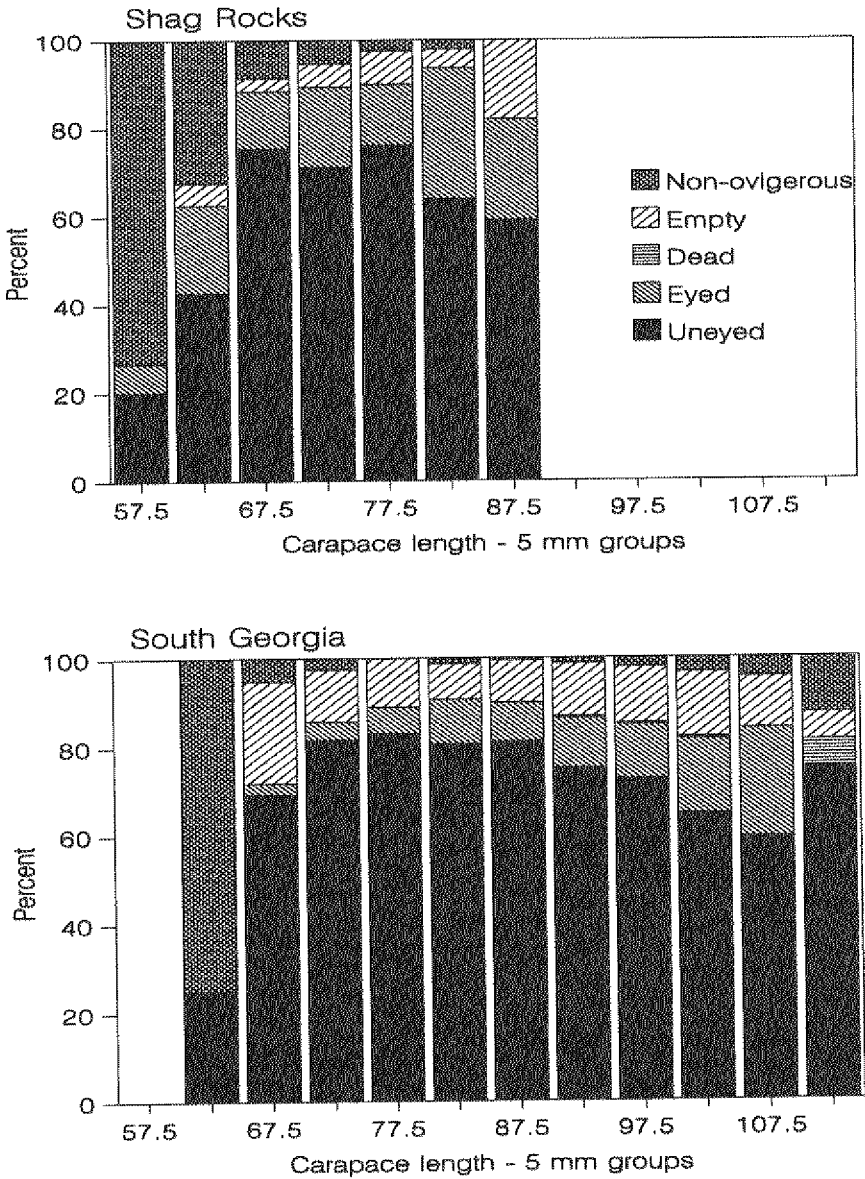 Shag Rocks
100
80
60
40
20
0
Percent
Non-ovigerous
Empty
Dead
Eyed
Uneyed
57.5 67.5 77.5 87.5 97.5 107.5
Carapace length - 5 mm groups
South Georgia
100
80
60
40
20
0
Percent
57.5 67.5 77.5 87.5 97.5 107.5
Carapace length - 5 mm groups